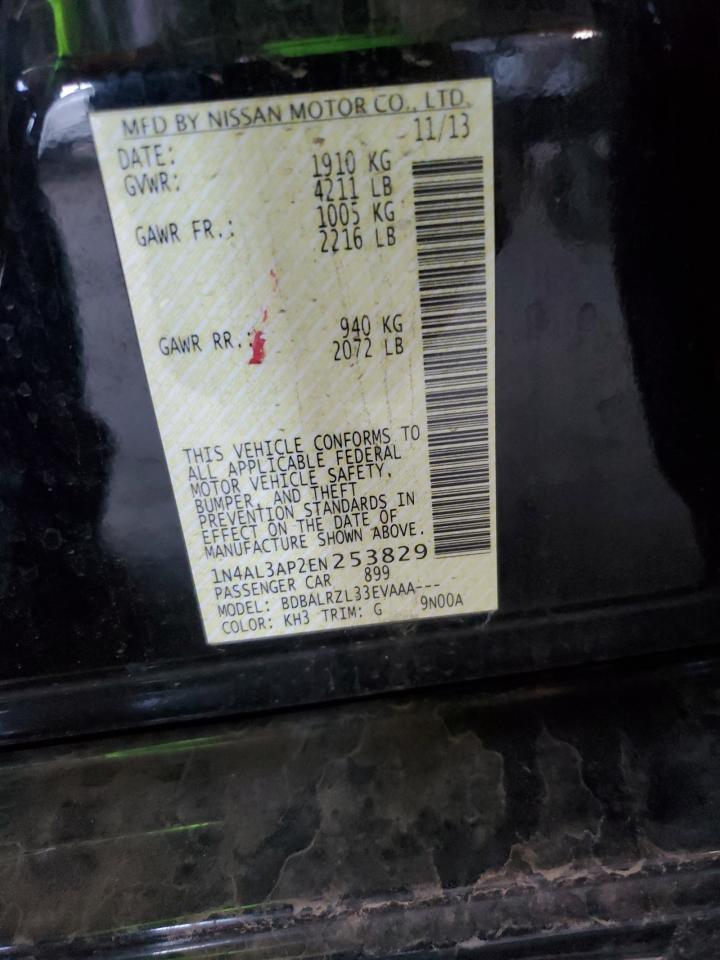 MFD BY NISSAN MOTOR CO., LTD.
DATE: 11/13
GVWR: 1910 KG
4211 LB
GAWR FR.: 1005 KG
2216 LB
GAWR RR.: 940 KG
2072 LB
THIS VEHICLE CONFORMS TO
ALL APPLICABLE FEDERAL
MOTOR VEHICLE SAFETY,
BUMPER, AND THEFT
PREVENTION STANDARDS IN
EFFECT ON THE DATE OF
MANUFACTURE SHOWN ABOVE.
1N4AL3AP2EN253829
PASSENGER CAR 899
MODEL: BDBALRZL33EVAAA---
COLOR: KH3 TRIM: G 9N00A